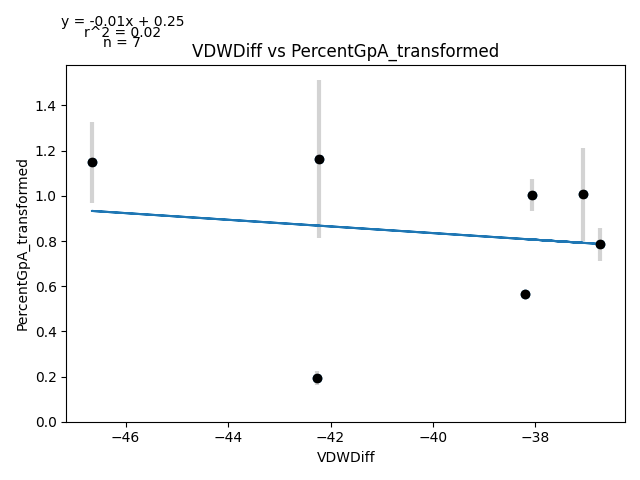 y = -0.01x + 0.25
r^2 = 0.02
n = 7
VDWDiff vs PercentGpA_transformed
1.4
1.2
1.0
0.8
0.6
0.4
0.2
0.0
PercentGpA_transformed
−46
−44
−42
−40
−38
VDWDiff